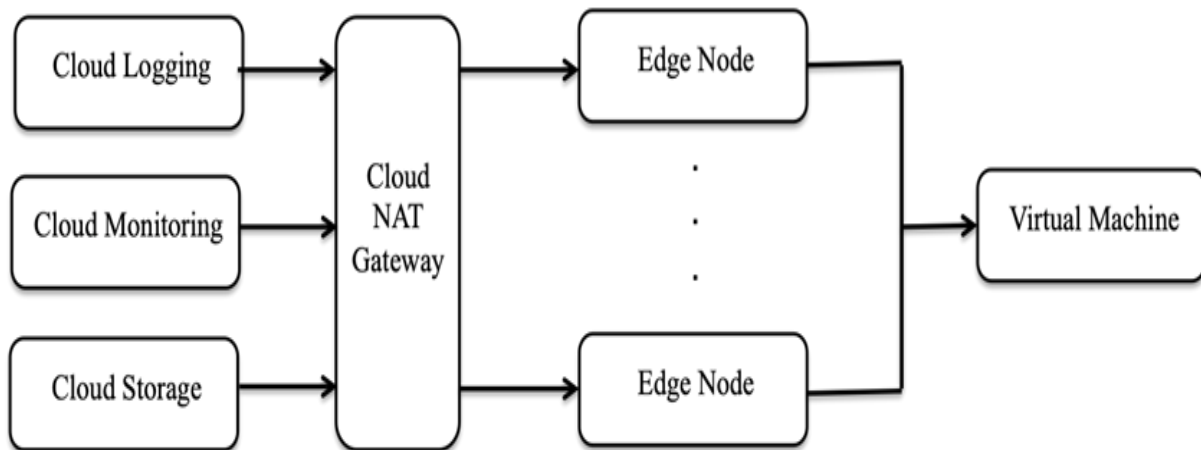 Cloud Logging
Cloud Monitoring
Cloud Storage
Cloud
NAT
Gateway
Edge Node
.
.
.
Edge Node
Virtual Machine